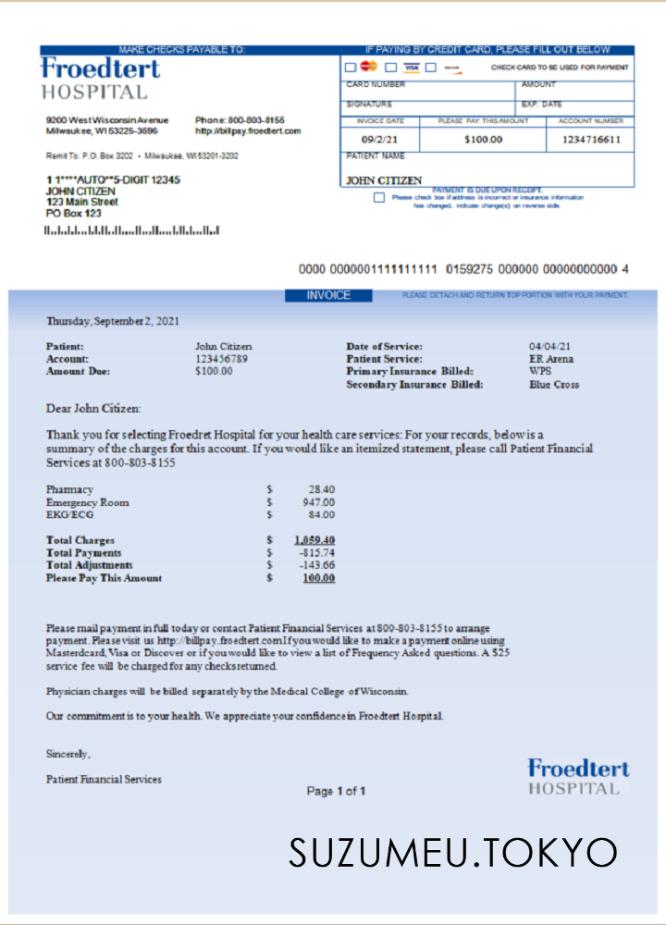 MAKE CHECKS PAYABLE TO:
Froedtert
HOSPITAL
9200 West Wisconsin Avenue
Milwaukee, WI 53225-3696
Phone: 800-803-8155
http://billpay.froedtert.com
Remit To: P.O. Box 3202 • Milwaukee, WI 53201-3202
1 1****AUTO**5-DIGIT 12345
JOHN CITIZEN
123 Main Street
PO Box 123
IF PAYING BY CREDIT CARD, PLEASE FILL OUT BELOW
VISA
CHECK CARD TO BE USED FOR PAYMENT
CARD NUMBER AMOUNT
SIGNATURE EXP. DATE
INVOICE DATE PLEASE PAY THIS AMOUNT ACCOUNT NUMBER
09/2/21 $100.00 1234716611
PATIENT NAME
JOHN CITIZEN
PAYMENT IS DUE UPON RECEIPT.
Please check box if address is incorrect or insurance information
has changed, indicate change(s) on reverse side.
0000 0000001111111111 0159275 000000 00000000000 4
INVOICE
PLEASE DETACH AND RETURN TOP PORTION WITH YOUR PAYMENT.
Thursday, September 2, 2021
Patient: John Citizen
Account: 123456789
Amount Due: $100.00
Date of Service: 04/04/21
Patient Service: ER Arena
Primary Insurance Billed: WPS
Secondary Insurance Billed: Blue Cross
Dear John Citizen:
Thank you for selecting Froedret Hospital for your health care services: For your records, below is a
summary of the charges for this account. If you would like an itemized statement, please call Patient Financial
Services at 800-803-8155
Pharmacy $ 28.40
Emergency Room $ 947.00
EKG/ECG $ 84.00
Total Charges $ 1,059.40
Total Payments $ -815.74
Total Adjustments $ -143.66
Please Pay This Amount $ 100.00
Please mail payment in full today or contact Patient Financial Services at 800-803-8155 to arrange
payment. Please visit us http://billpay.froedtert.com If you would like to make a payment online using
Masterdcard, Visa or Discover or if you would like to view a list of Frequency Asked questions. A $25
service fee will be charged for any checks returned.
Physician charges will be billed separately by the Medical College of Wisconsin.
Our commitment is to your health. We appreciate your confidence in Froedtert Hospital.
Sincerely,
Patient Financial Services
Page 1 of 1
Froedtert
HOSPITAL
SUZUMEU.TOKYO